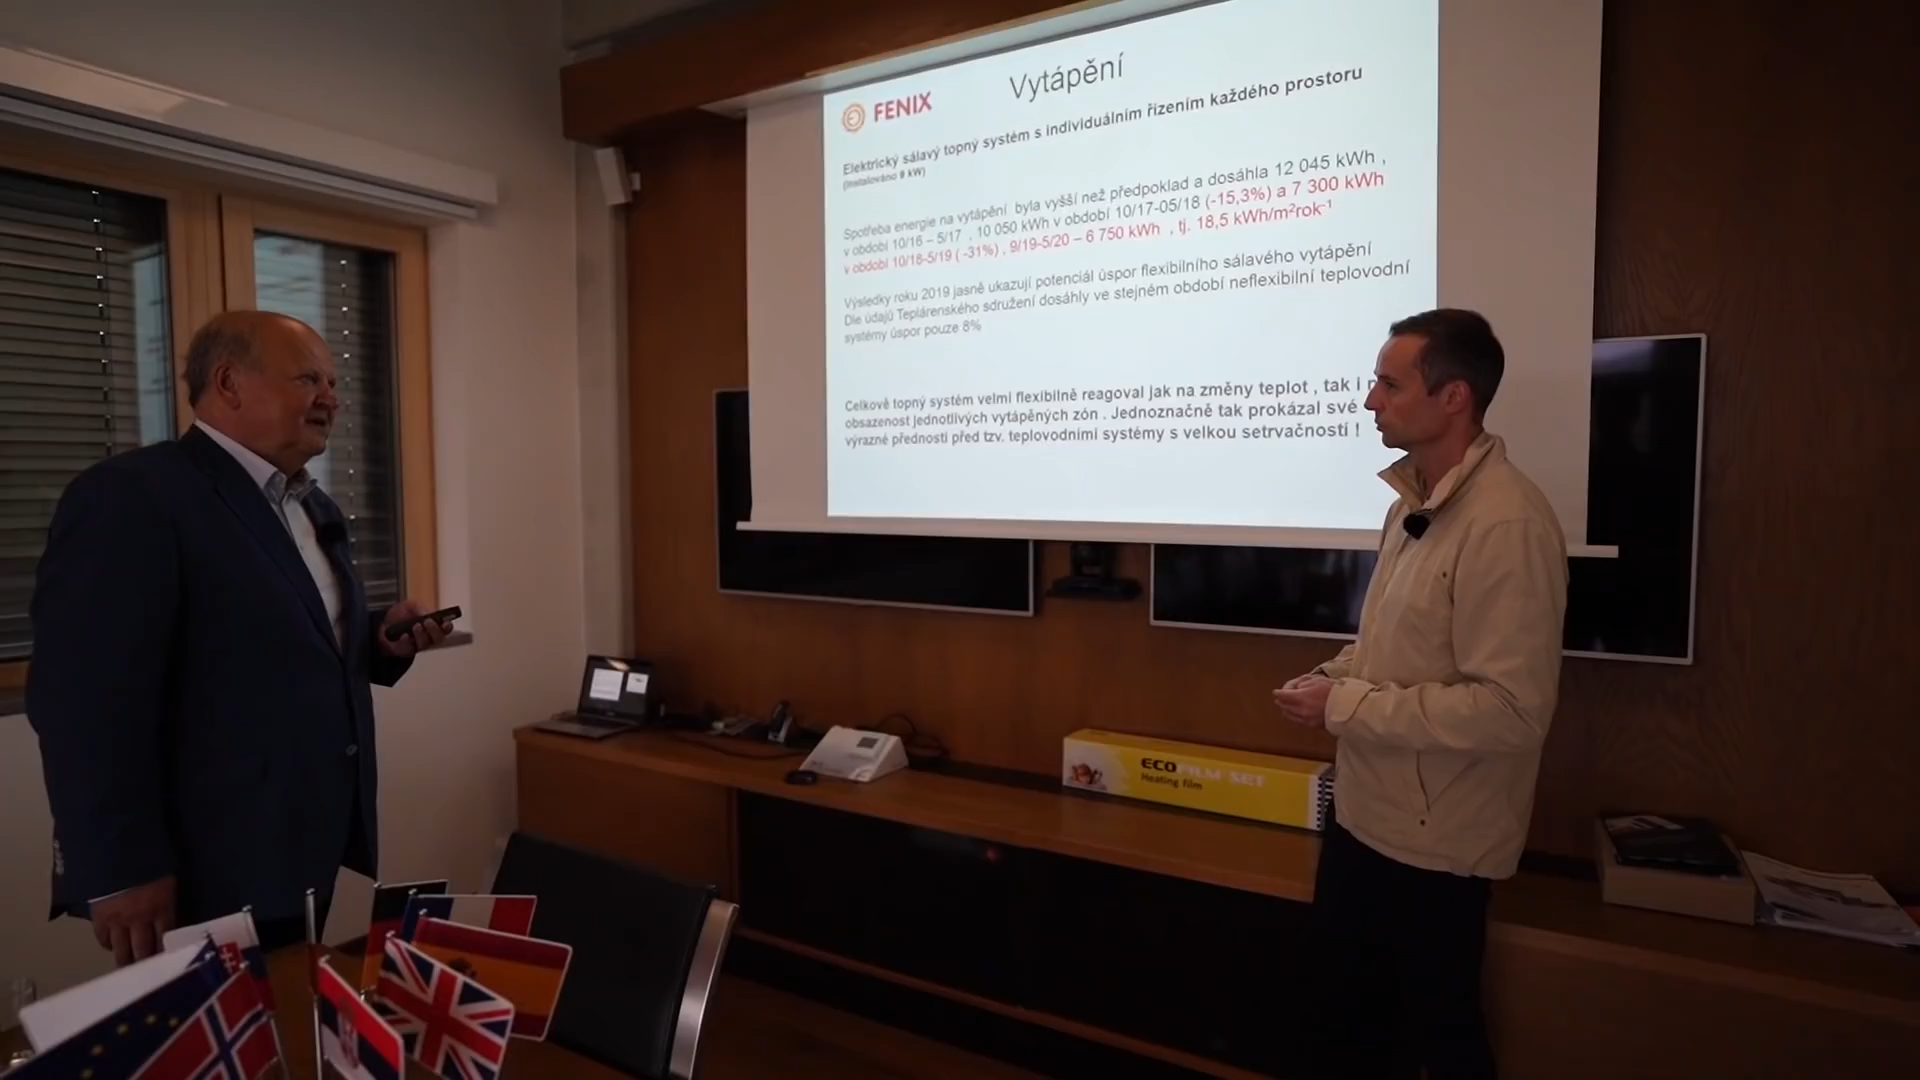 FENIX
Vytápění
Elektrický sálavý topný systém s individuálním řízením každého prostoru
(Instalováno 9 kW)
Spotřeba energie na vytápění byla vyšší než předpoklad a dosáhla 12 045 kWh ,
v období 10/16 – 5/17 , 10 050 kWh v období 10/17-05/18 (-15,3%) a 7 300 kWh
v období 10/18-5/19 ( -31%) , 9/19-5/20 – 6 750 kWh , tj. 18,5 kWh/m²rok⁻¹
Výsledky roku 2019 jasně ukazují potenciál úspor flexibilního sálavého vytápění
Dle údajů Teplárenského sdružení dosáhly ve stejném období neflexibilní teplovodní
systémy úspor pouze 8%
Celkově topný systém velmi flexibilně reagoval jak na změny teplot , tak i
obsazenost jednotlivých vytápěných zón . Jednoznačně tak prokázal své
výrazné přednosti před tzv. teplovodními systémy s velkou setrvačností !
ECOFILM SET
Heating film